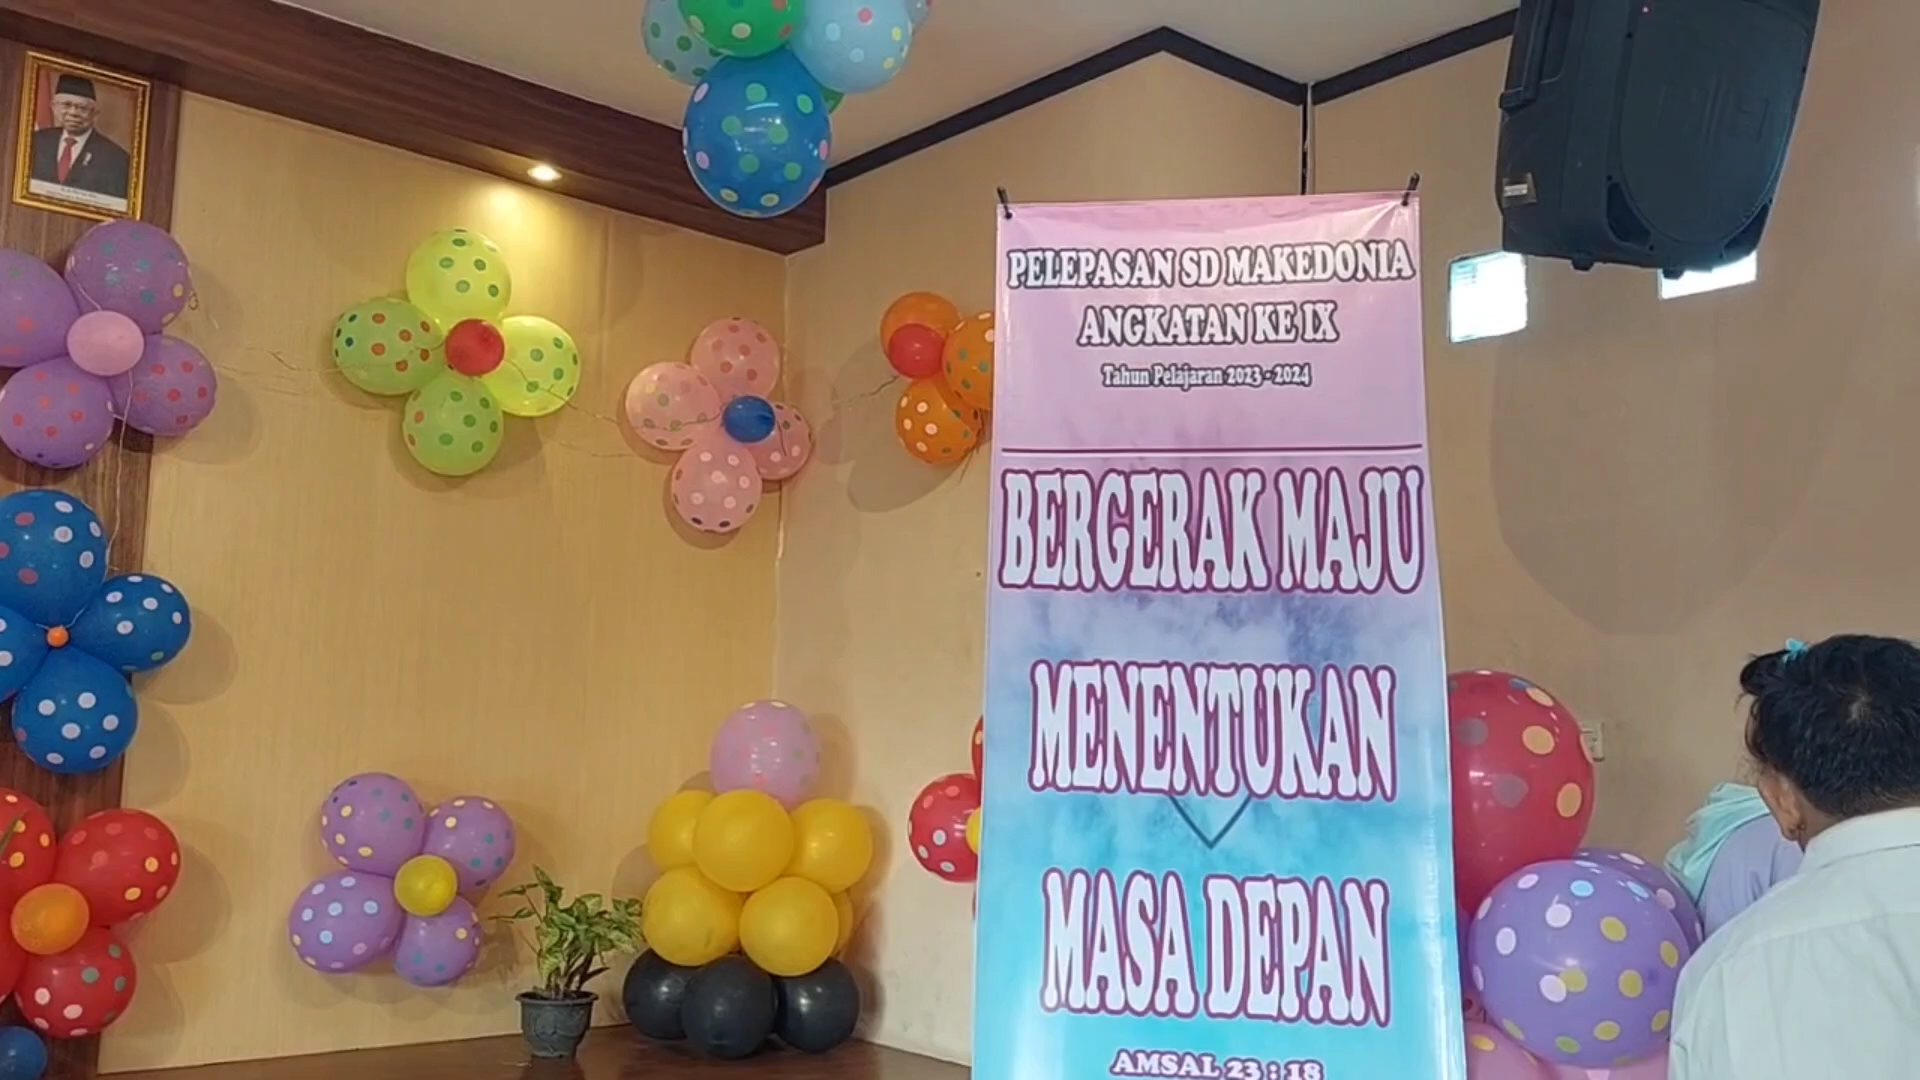 PELEPASAN SD MAKEDONIA
ANGKATAN KE IX
Tahun Pelajaran 2023 - 2024
BERGERAK MAJU
MENENTUKAN
MASA DEPAN
AMSAL 23 : 18